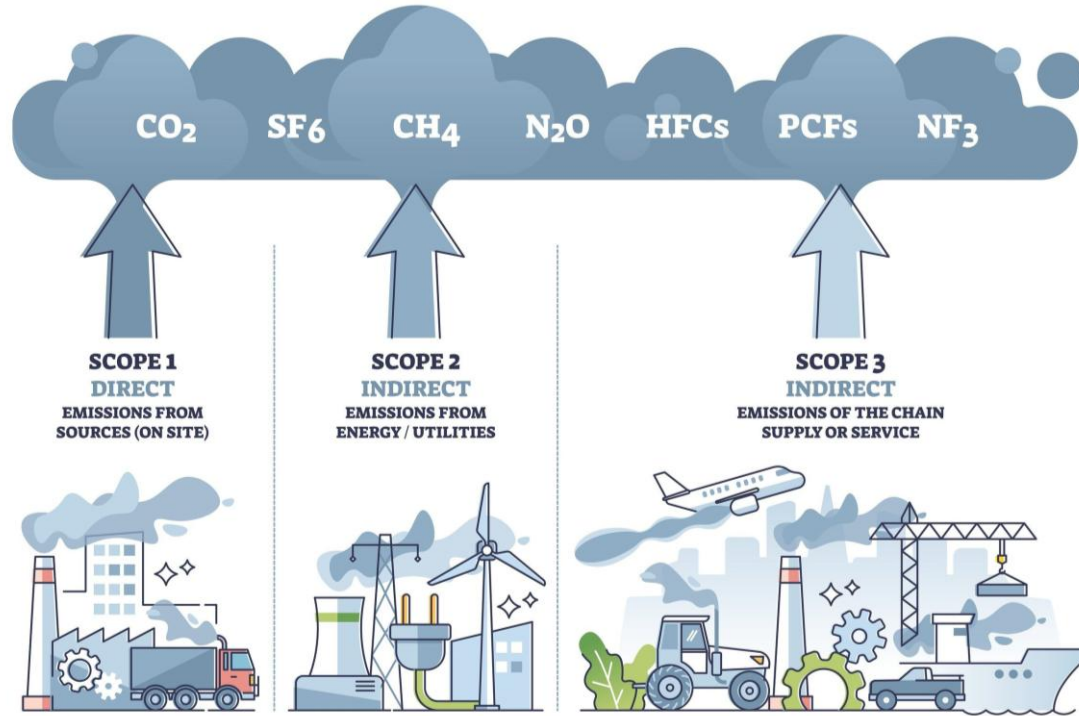 CO₂ SF₆ CH₄ N₂O HFCs PCFs NF₃
SCOPE 1
DIRECT
EMISSIONS FROM
SOURCES (ON SITE)
SCOPE 2
INDIRECT
EMISSIONS FROM
ENERGY / UTILITIES
SCOPE 3
INDIRECT
EMISSIONS OF THE CHAIN
SUPPLY OR SERVICE